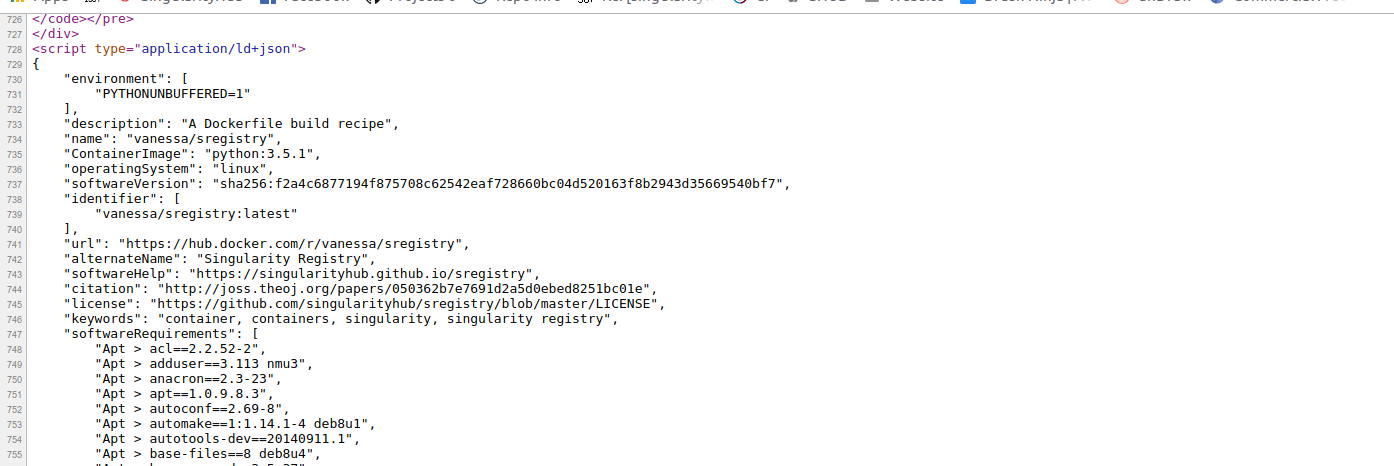 726 </code></pre>
727 </div>
728 <script type="application/ld+json">
729 {
730     "environment": [
731         "PYTHONUNBUFFERED=1"
732     ],
733     "description": "A Dockerfile build recipe",
734     "name": "vanessa/sregistry",
735     "ContainerImage": "python:3.5.1",
736     "operatingSystem": "linux",
737     "softwareVersion": "sha256:f2a4c6877194f875708c62542eaf728660bc04d520163f8b2943d35669540bf7",
738     "identifier": [
739         "vanessa/sregistry:latest"
740     ],
741     "url": "https://hub.docker.com/r/vanessa/sregistry",
742     "alternateName": "Singularity Registry",
743     "softwareHelp": "https://singularityhub.github.io/sregistry",
744     "citation": "http://joss.theoj.org/papers/050362b7e7691d2a5d0ebed8251bc01e",
745     "license": "https://github.com/singularityhub/sregistry/blob/master/LICENSE",
746     "keywords": "container, containers, singularity, singularity registry",
747     "softwareRequirements": [
748         "Apt > acl==2.2.52-2",
749         "Apt > adduser==3.113 nmu3",
750         "Apt > anacron==2.3-23",
751         "Apt > apt==1.0.9.8.3",
752         "Apt > autoconf==2.69-8",
753         "Apt > automake==1:1.14.1-4 deb8u1",
754         "Apt > autotools-dev==20140911.1",
755         "Apt > base-files==8 deb8u4",